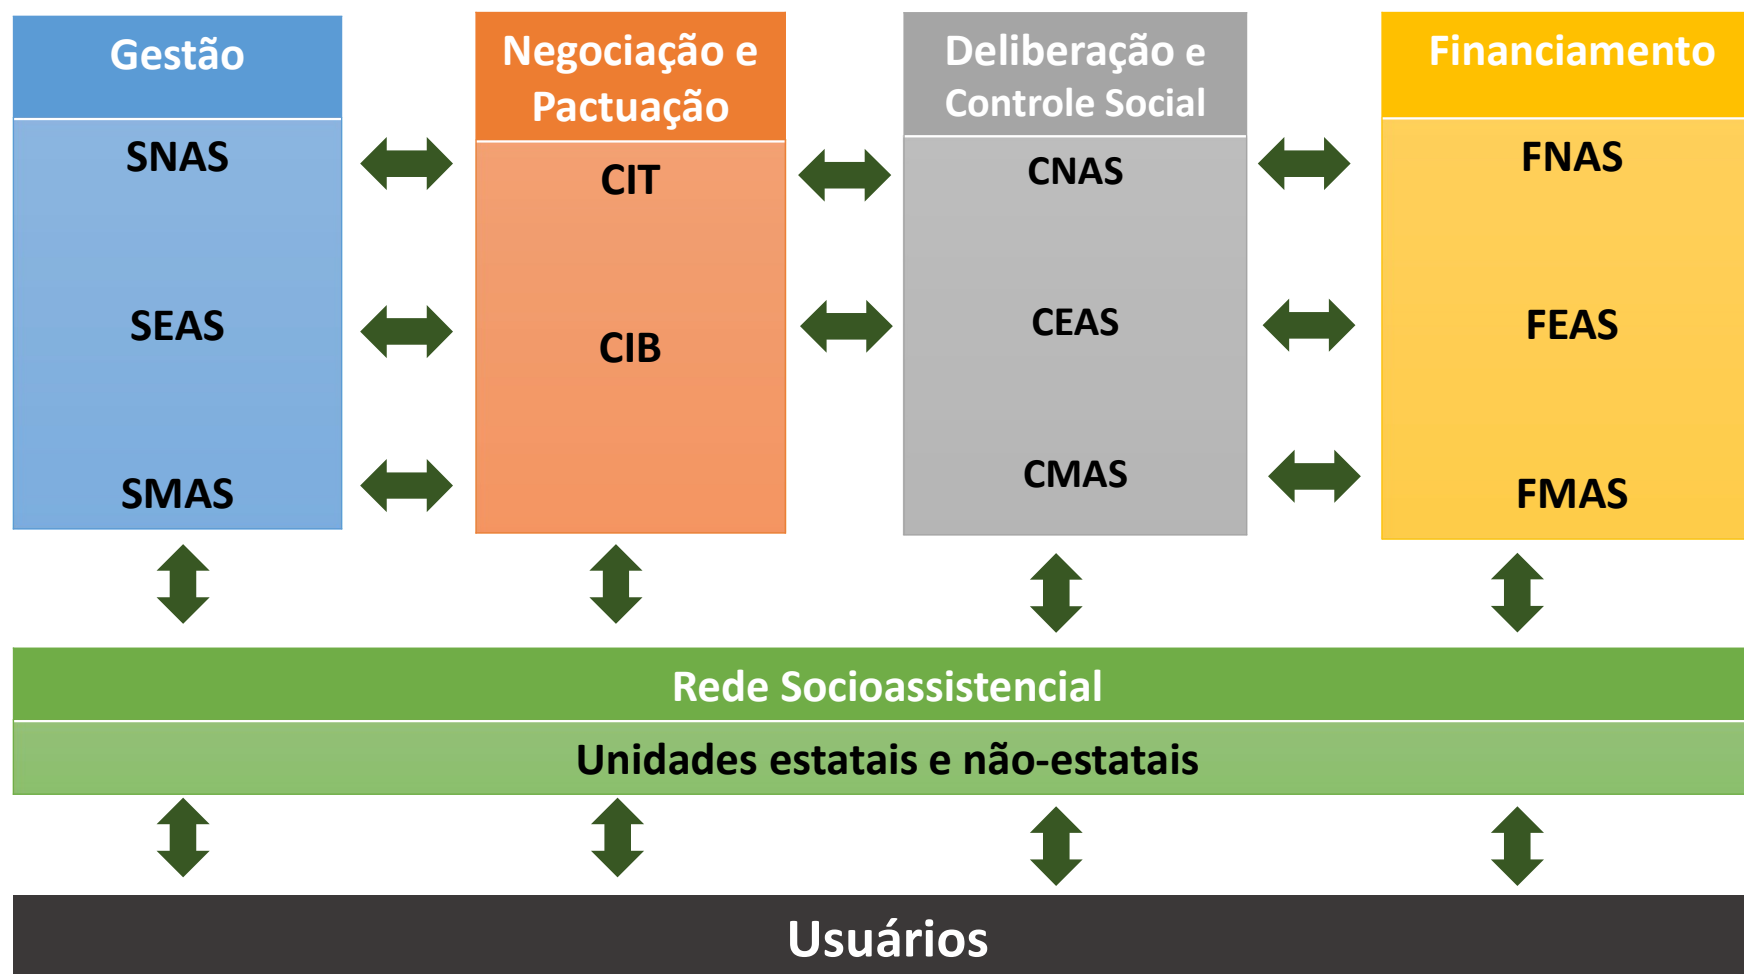 Gestão
SNAS
SEAS
SMAS
Negociação e
Pactuação
CIT
CIB
Deliberação e
Controle Social
CNAS
CEAS
CMAS
Financiamento
FNAS
FEAS
FMAS
Rede Socioassistencial
Unidades estatais e não-estatais
Usuários